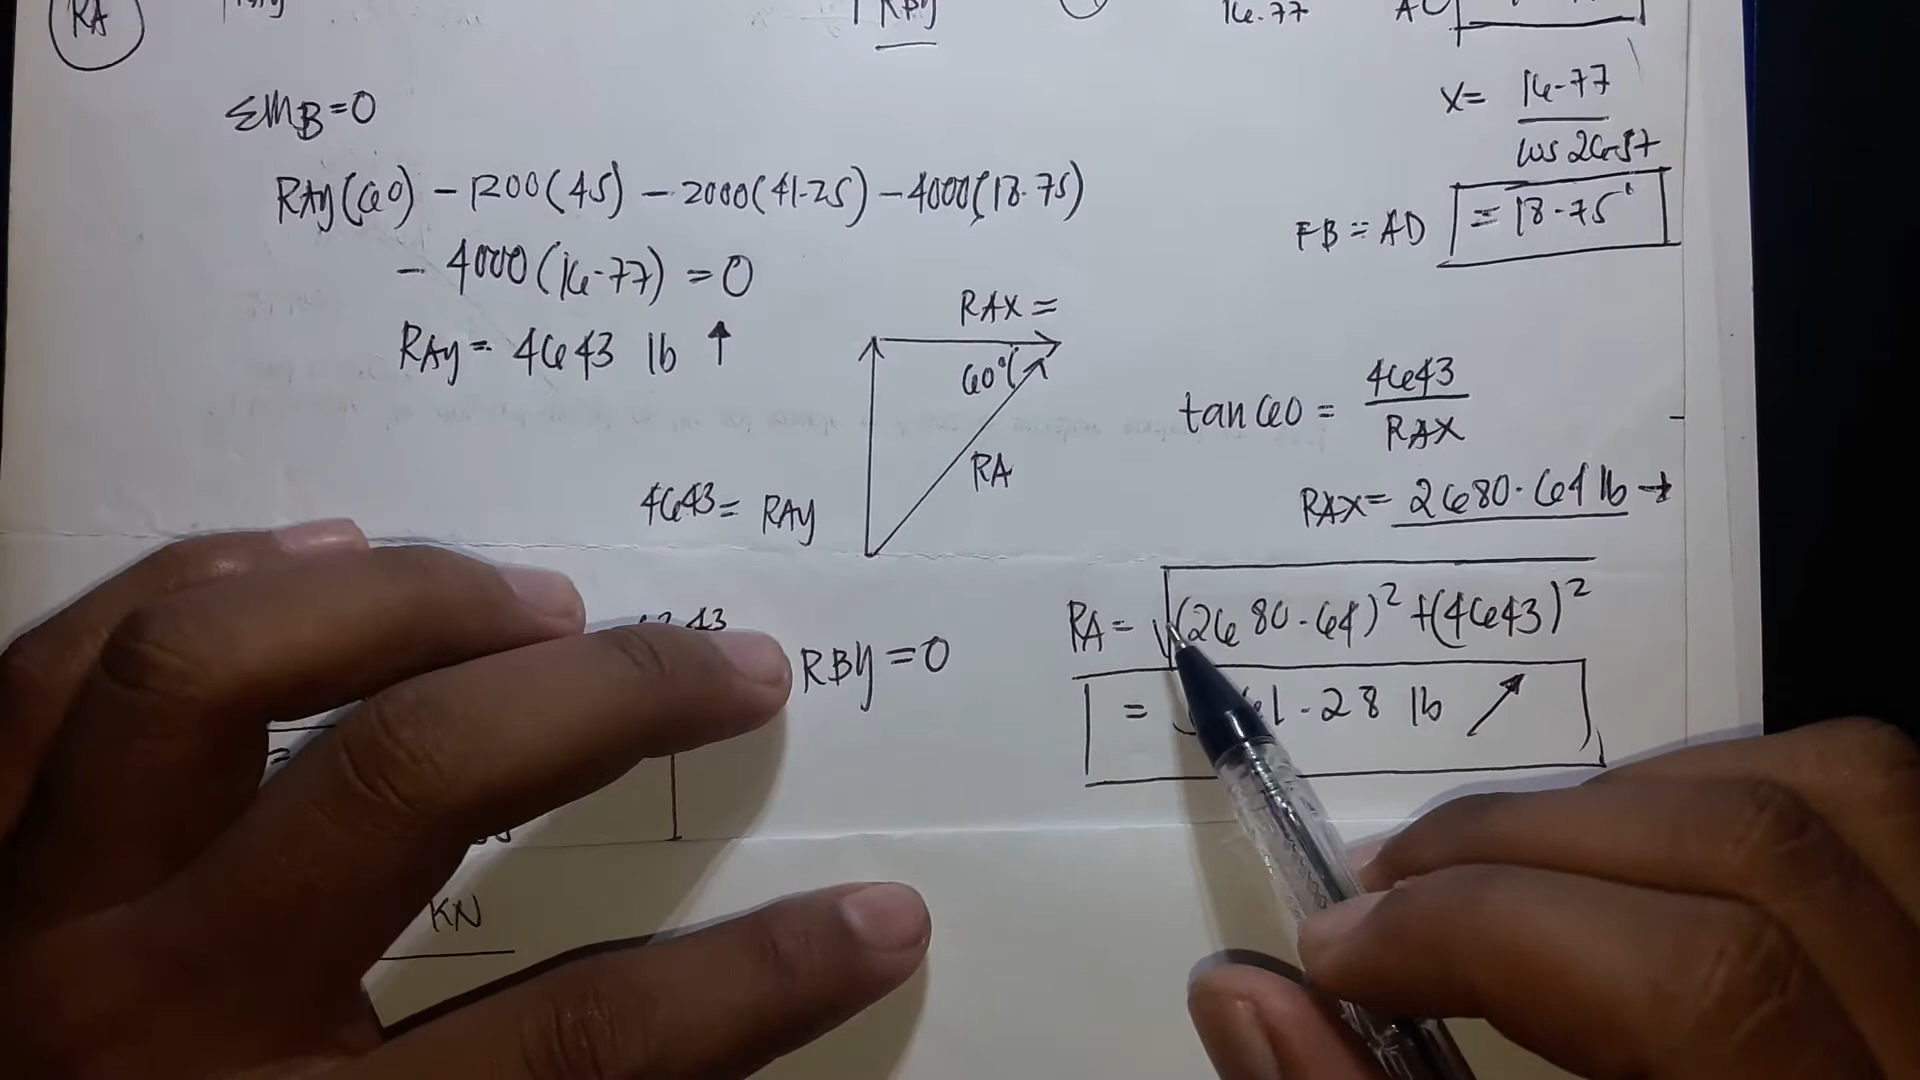 RA
RBY
16.77
ΣMB=0
RAY(60) - 1200(45) - 2000(41.25) - 4000(18.75)
- 4000(16.77) = 0
RAY = 4643 lb ↑
X = 16.77
cos 26.57
FB = AD = 18.75'
RAX =
60°
RA
4643 = RAY
tan 60 = 4643
RAX
RAX = 2680.64 lb →
RBY = 0
RA = √(2680.64)² + (4643)²
lb ↗
KN